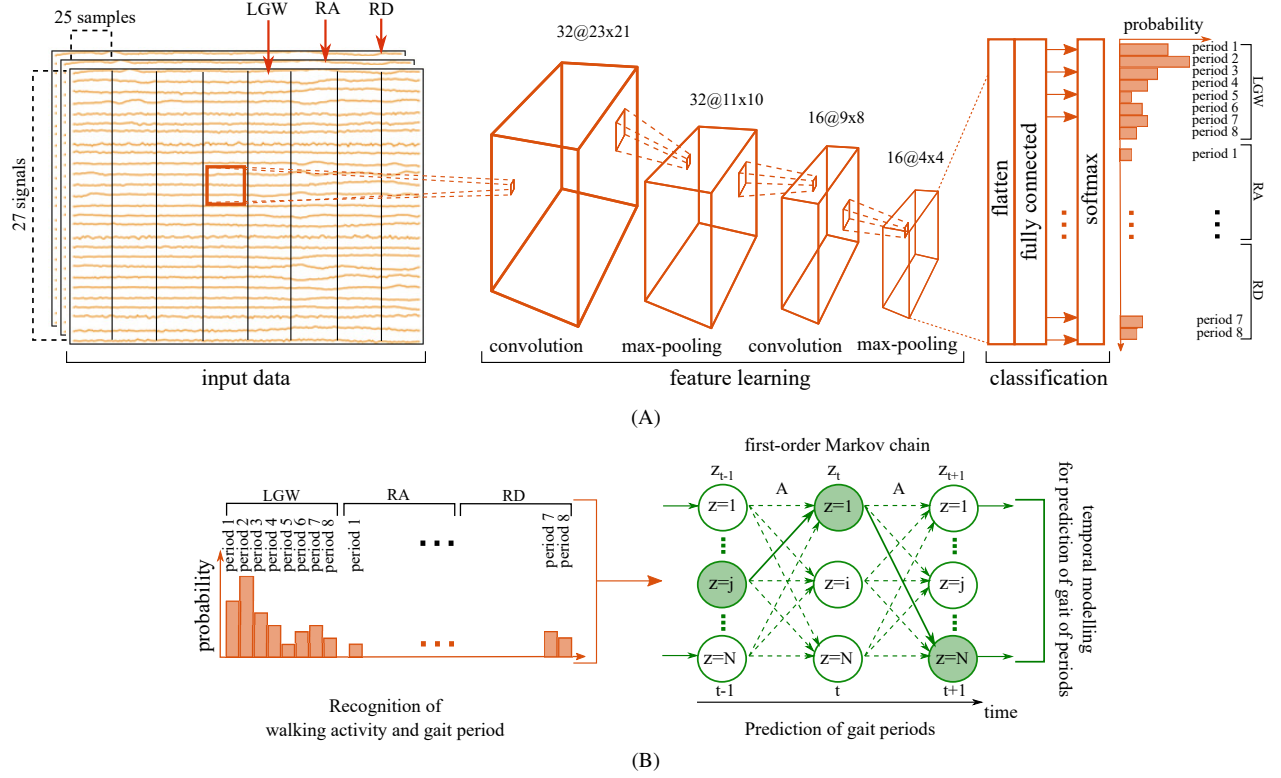 25 samples
LGW
RA
RD
27 signals
input data
32@23x21
32@11x10
16@9x8
16@4x4
convolution
max-pooling
convolution
max-pooling
feature learning
flatten
fully connected
softmax
classification
probability
period 1
period 2
period 3
period 4
period 5
period 6
period 7
period 8
LGW
period 1
RA
RD
period 7
period 8
(A)
LGW
RA
RD
period 1
period 2
period 3
period 4
period 5
period 6
period 7
period 8
period 1
period 7
period 8
probability
Recognition of
walking activity and gait period
first-order Markov chain
zt-1
zt
zt+1
A
A
z=1
z=1
z=1
z=j
z=i
z=j
z=N
z=N
z=N
t-1
t
t+1
time
Prediction of gait periods
temporal modelling
for prediction of gait of periods
(B)